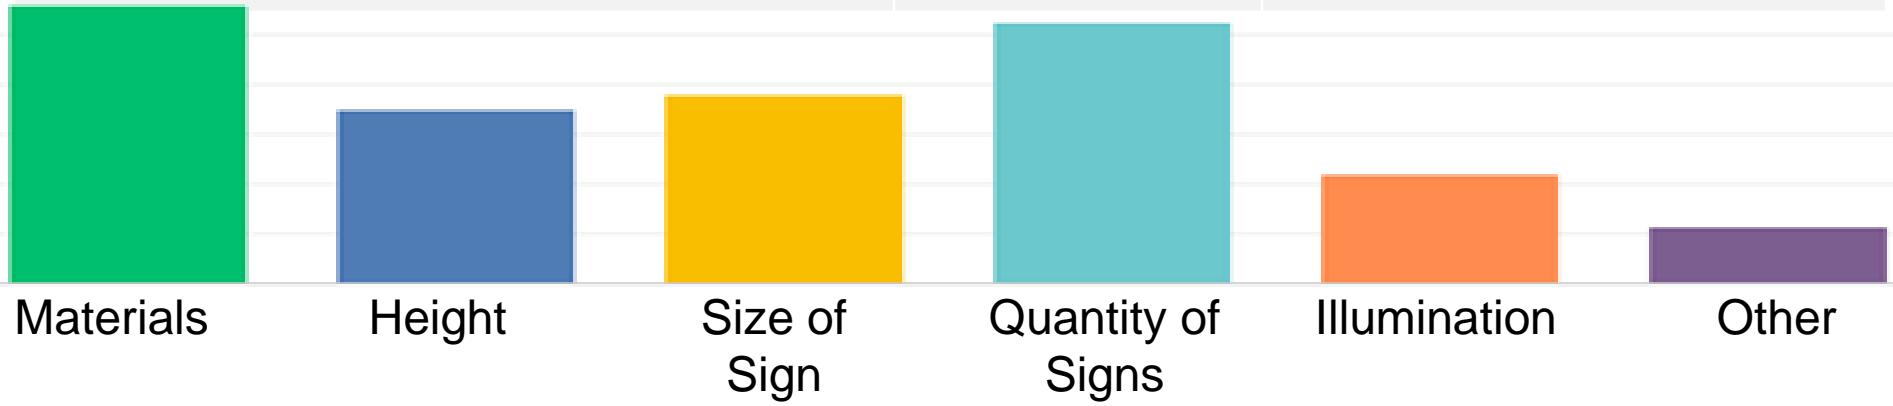 Materials
Height
Size of
Sign
Quantity of
Signs
Illumination
Other